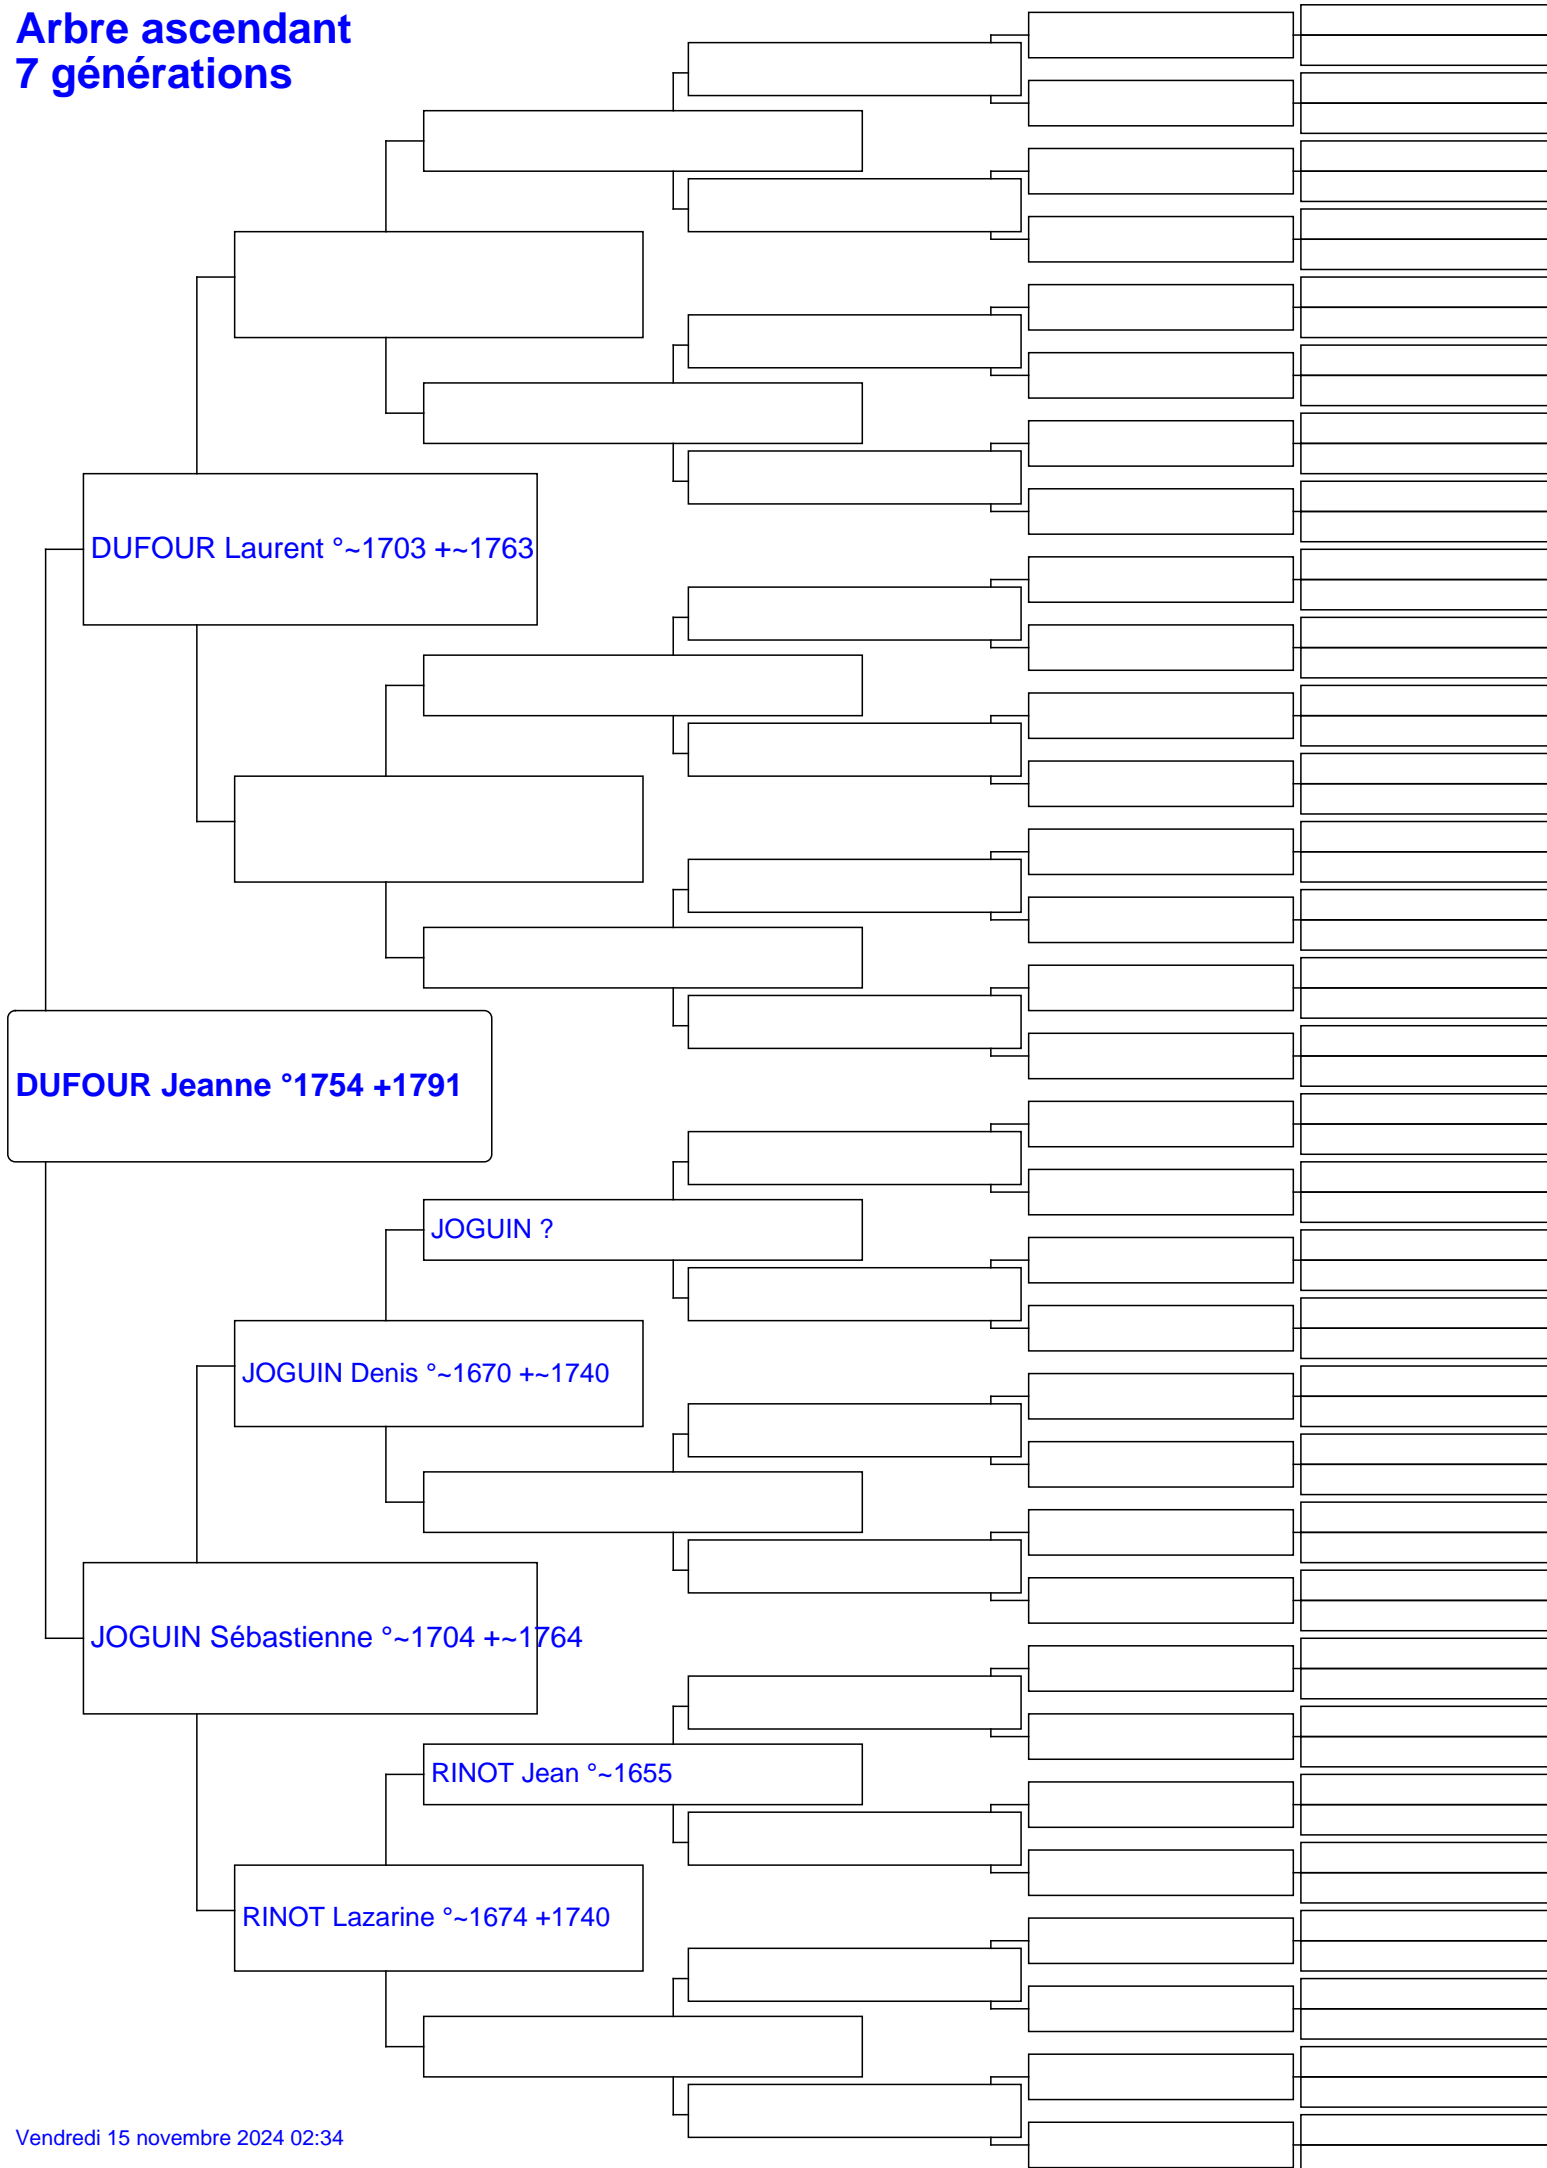 Arbre ascendant
7 générations
DUFOUR Laurent °~1703 +~1763
DUFOUR Jeanne °1754 +1791
JOGUIN ?
JOGUIN Denis °~1670 +~1740
JOGUIN Sébastienne °~1704 +~1764
RINOT Jean °~1655
RINOT Lazarine °~1674 +1740
Vendredi 15 novembre 2024 02:34